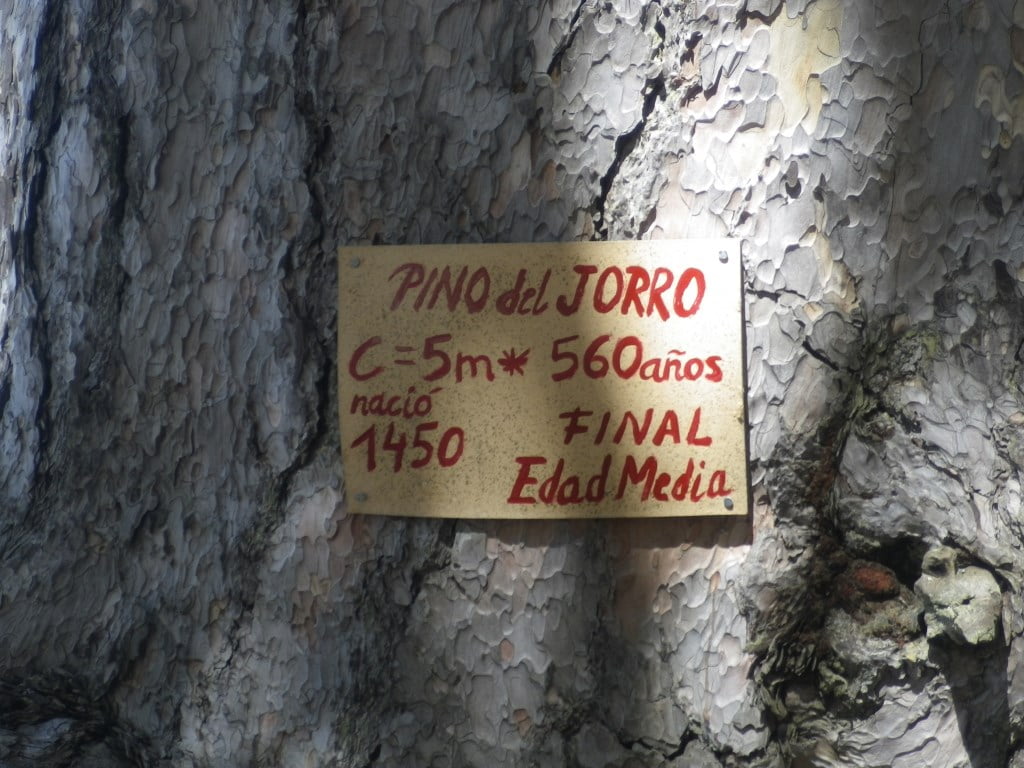 PINO del JORRO
C=5m* 560años
nació
1450 FINAL
Edad Media